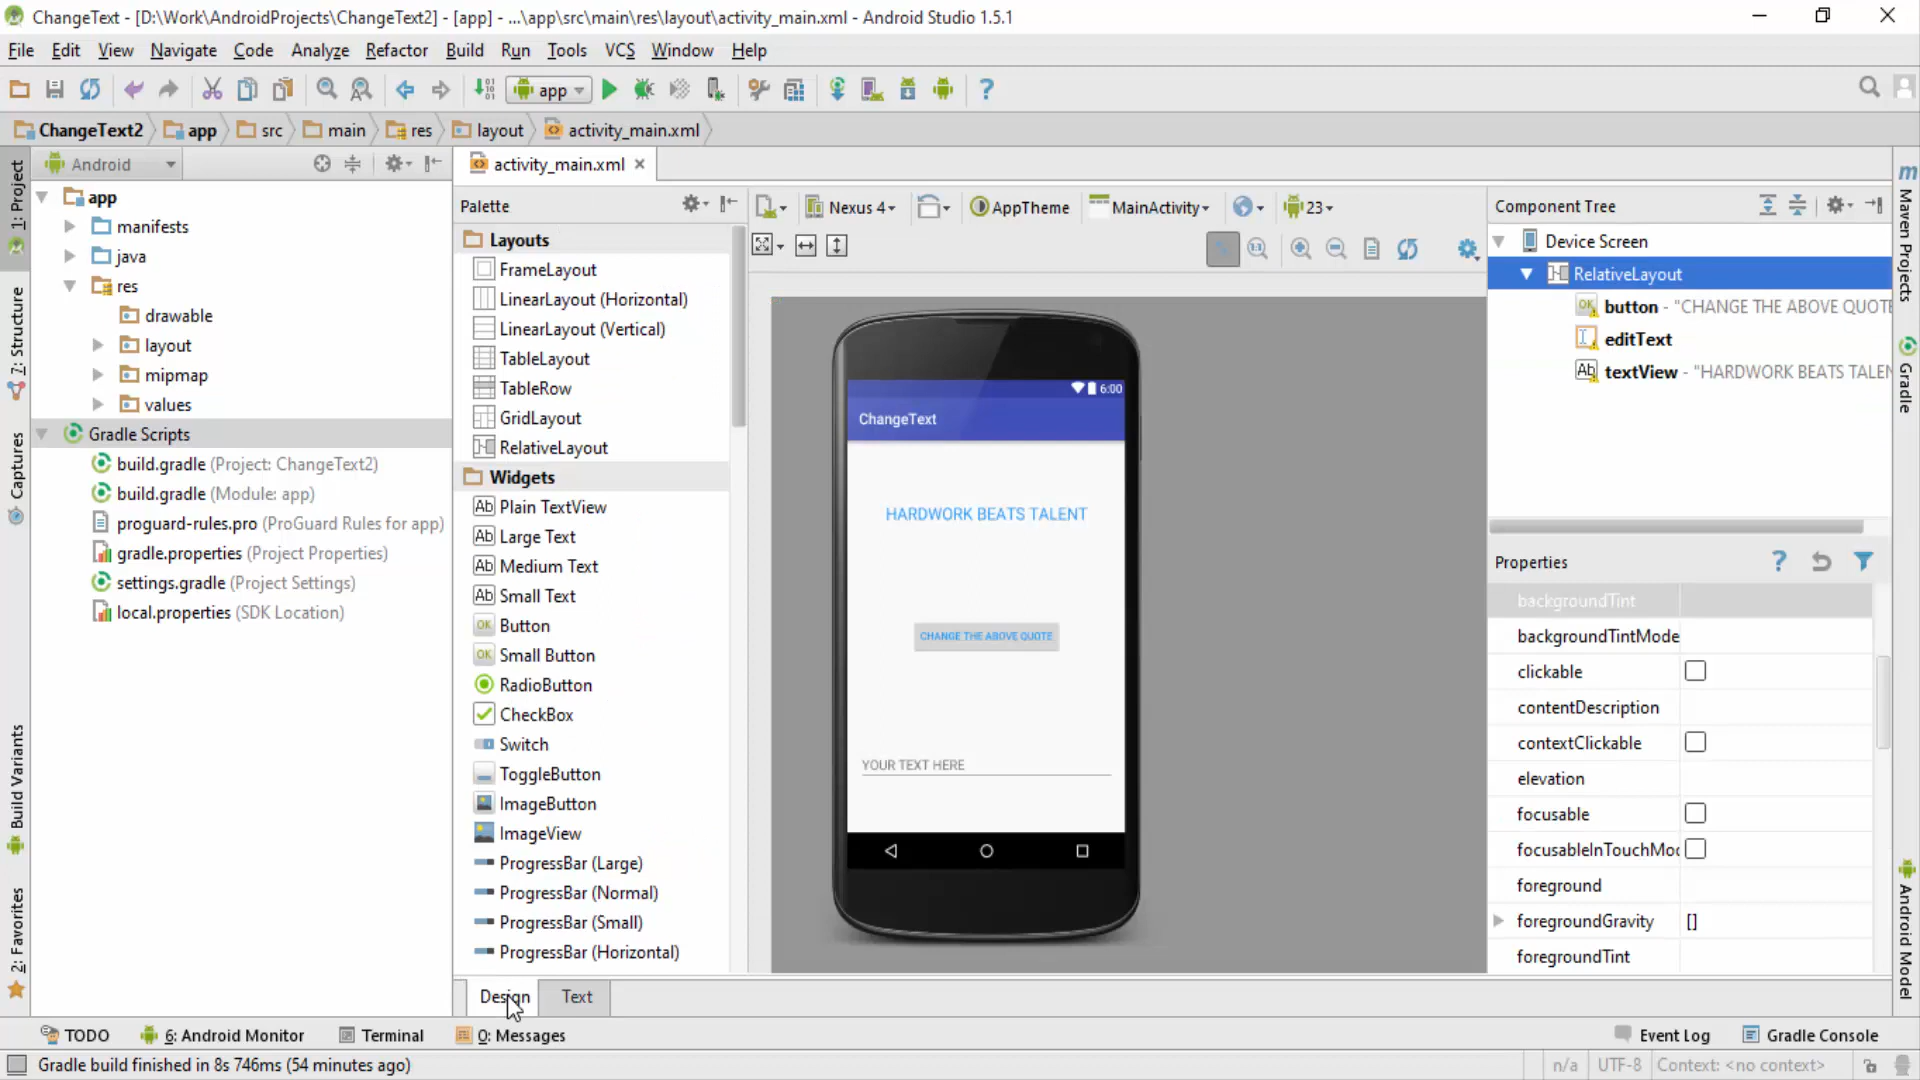 ChangeText - [D:\Work\AndroidProjects\ChangeText2] - [app] - ...\app\src\main\res\layout\activity_main.xml - Android Studio 1.5.1
File Edit View Navigate Code Analyze Refactor Build Run Tools VCS Window Help
app
ChangeText2 app src main res layout activity_main.xml
Android
activity_main.xml
1: Project
7: Structure
Captures
Build Variants
2: Favorites
app
manifests
java
res
drawable
layout
mipmap
values
Gradle Scripts
build.gradle (Project: ChangeText2)
build.gradle (Module: app)
proguard-rules.pro (ProGuard Rules for app)
gradle.properties (Project Properties)
settings.gradle (Project Settings)
local.properties (SDK Location)
Palette
Layouts
FrameLayout
LinearLayout (Horizontal)
LinearLayout (Vertical)
TableLayout
TableRow
GridLayout
RelativeLayout
Widgets
Plain TextView
Large Text
Medium Text
Small Text
Button
Small Button
RadioButton
CheckBox
Switch
ToggleButton
ImageButton
ImageView
ProgressBar (Large)
ProgressBar (Normal)
ProgressBar (Small)
ProgressBar (Horizontal)
Nexus 4 AppTheme MainActivity 23
6:00
ChangeText
HARDWORK BEATS TALENT
CHANGE THE ABOVE QUOTE
YOUR TEXT HERE
Component Tree
Device Screen
RelativeLayout
OK button - "CHANGE THE ABOVE QUOTE
editText
Ab textView - "HARDWORK BEATS TALEN
Properties
backgroundTint
backgroundTintMode
clickable
contentDescription
contextClickable
elevation
focusable
focusableInTouchMod
foreground
foregroundGravity []
foregroundTint
Maven Projects
Gradle
Android Model
Design Text
TODO 6: Android Monitor Terminal 0: Messages Event Log Gradle Console
Gradle build finished in 8s 746ms (54 minutes ago) n/a UTF-8 Context: <no context>